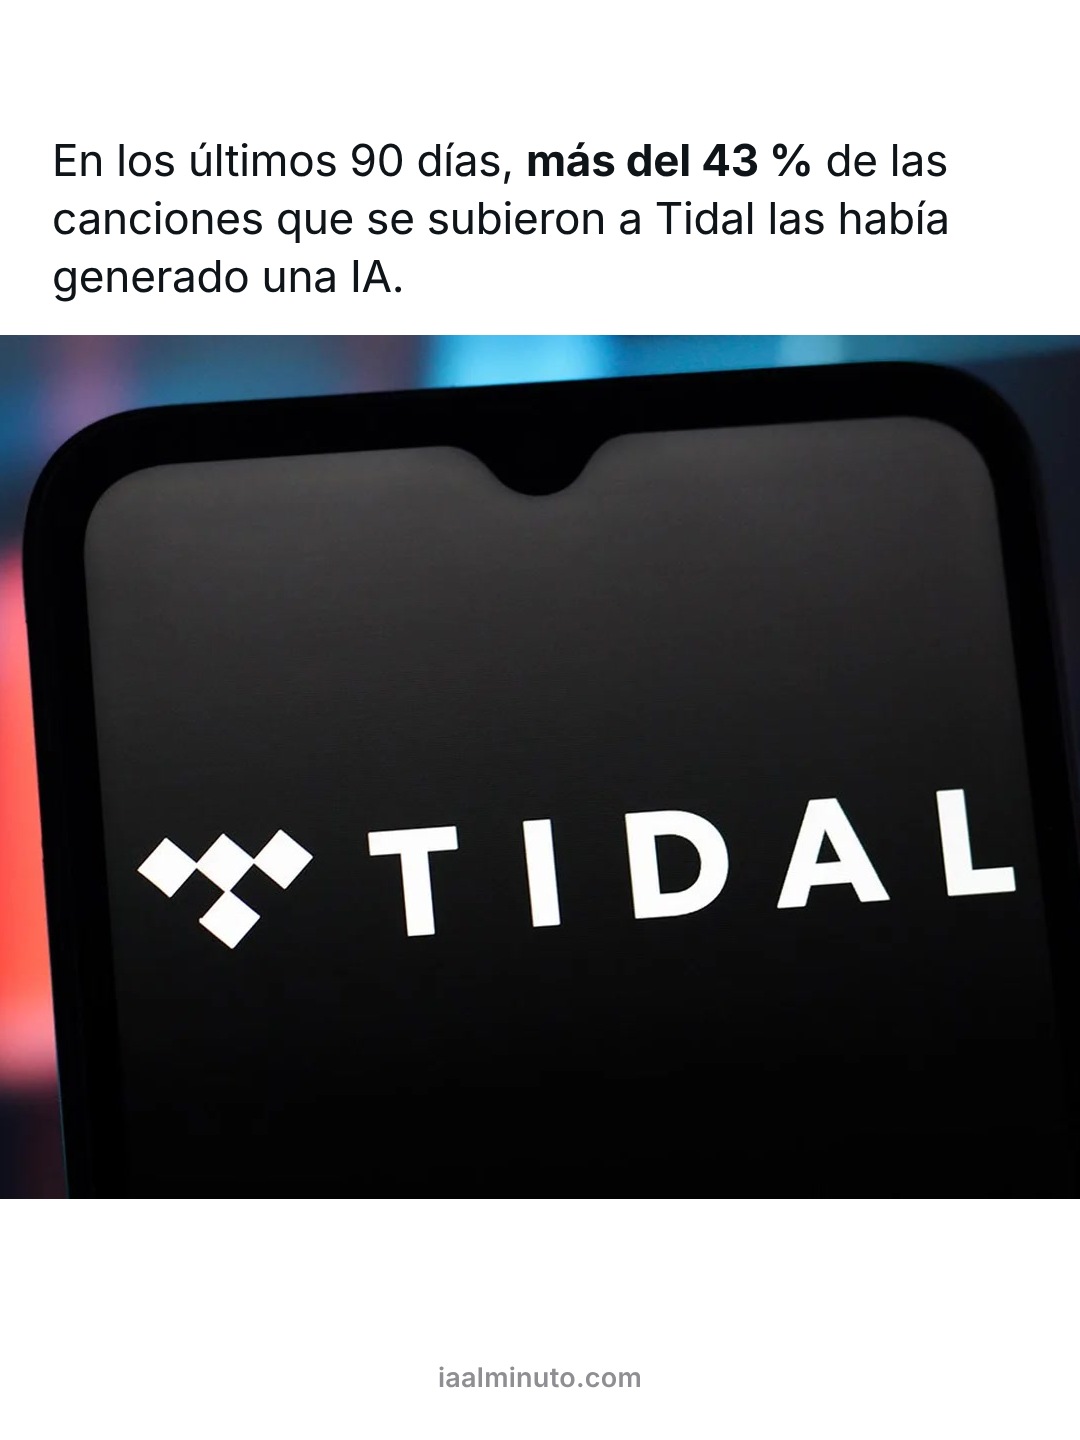 En los últimos 90 días, más del 43 % de las
canciones que se subieron a Tidal las había
generado una IA.
TIDAL
iaalminuto.com